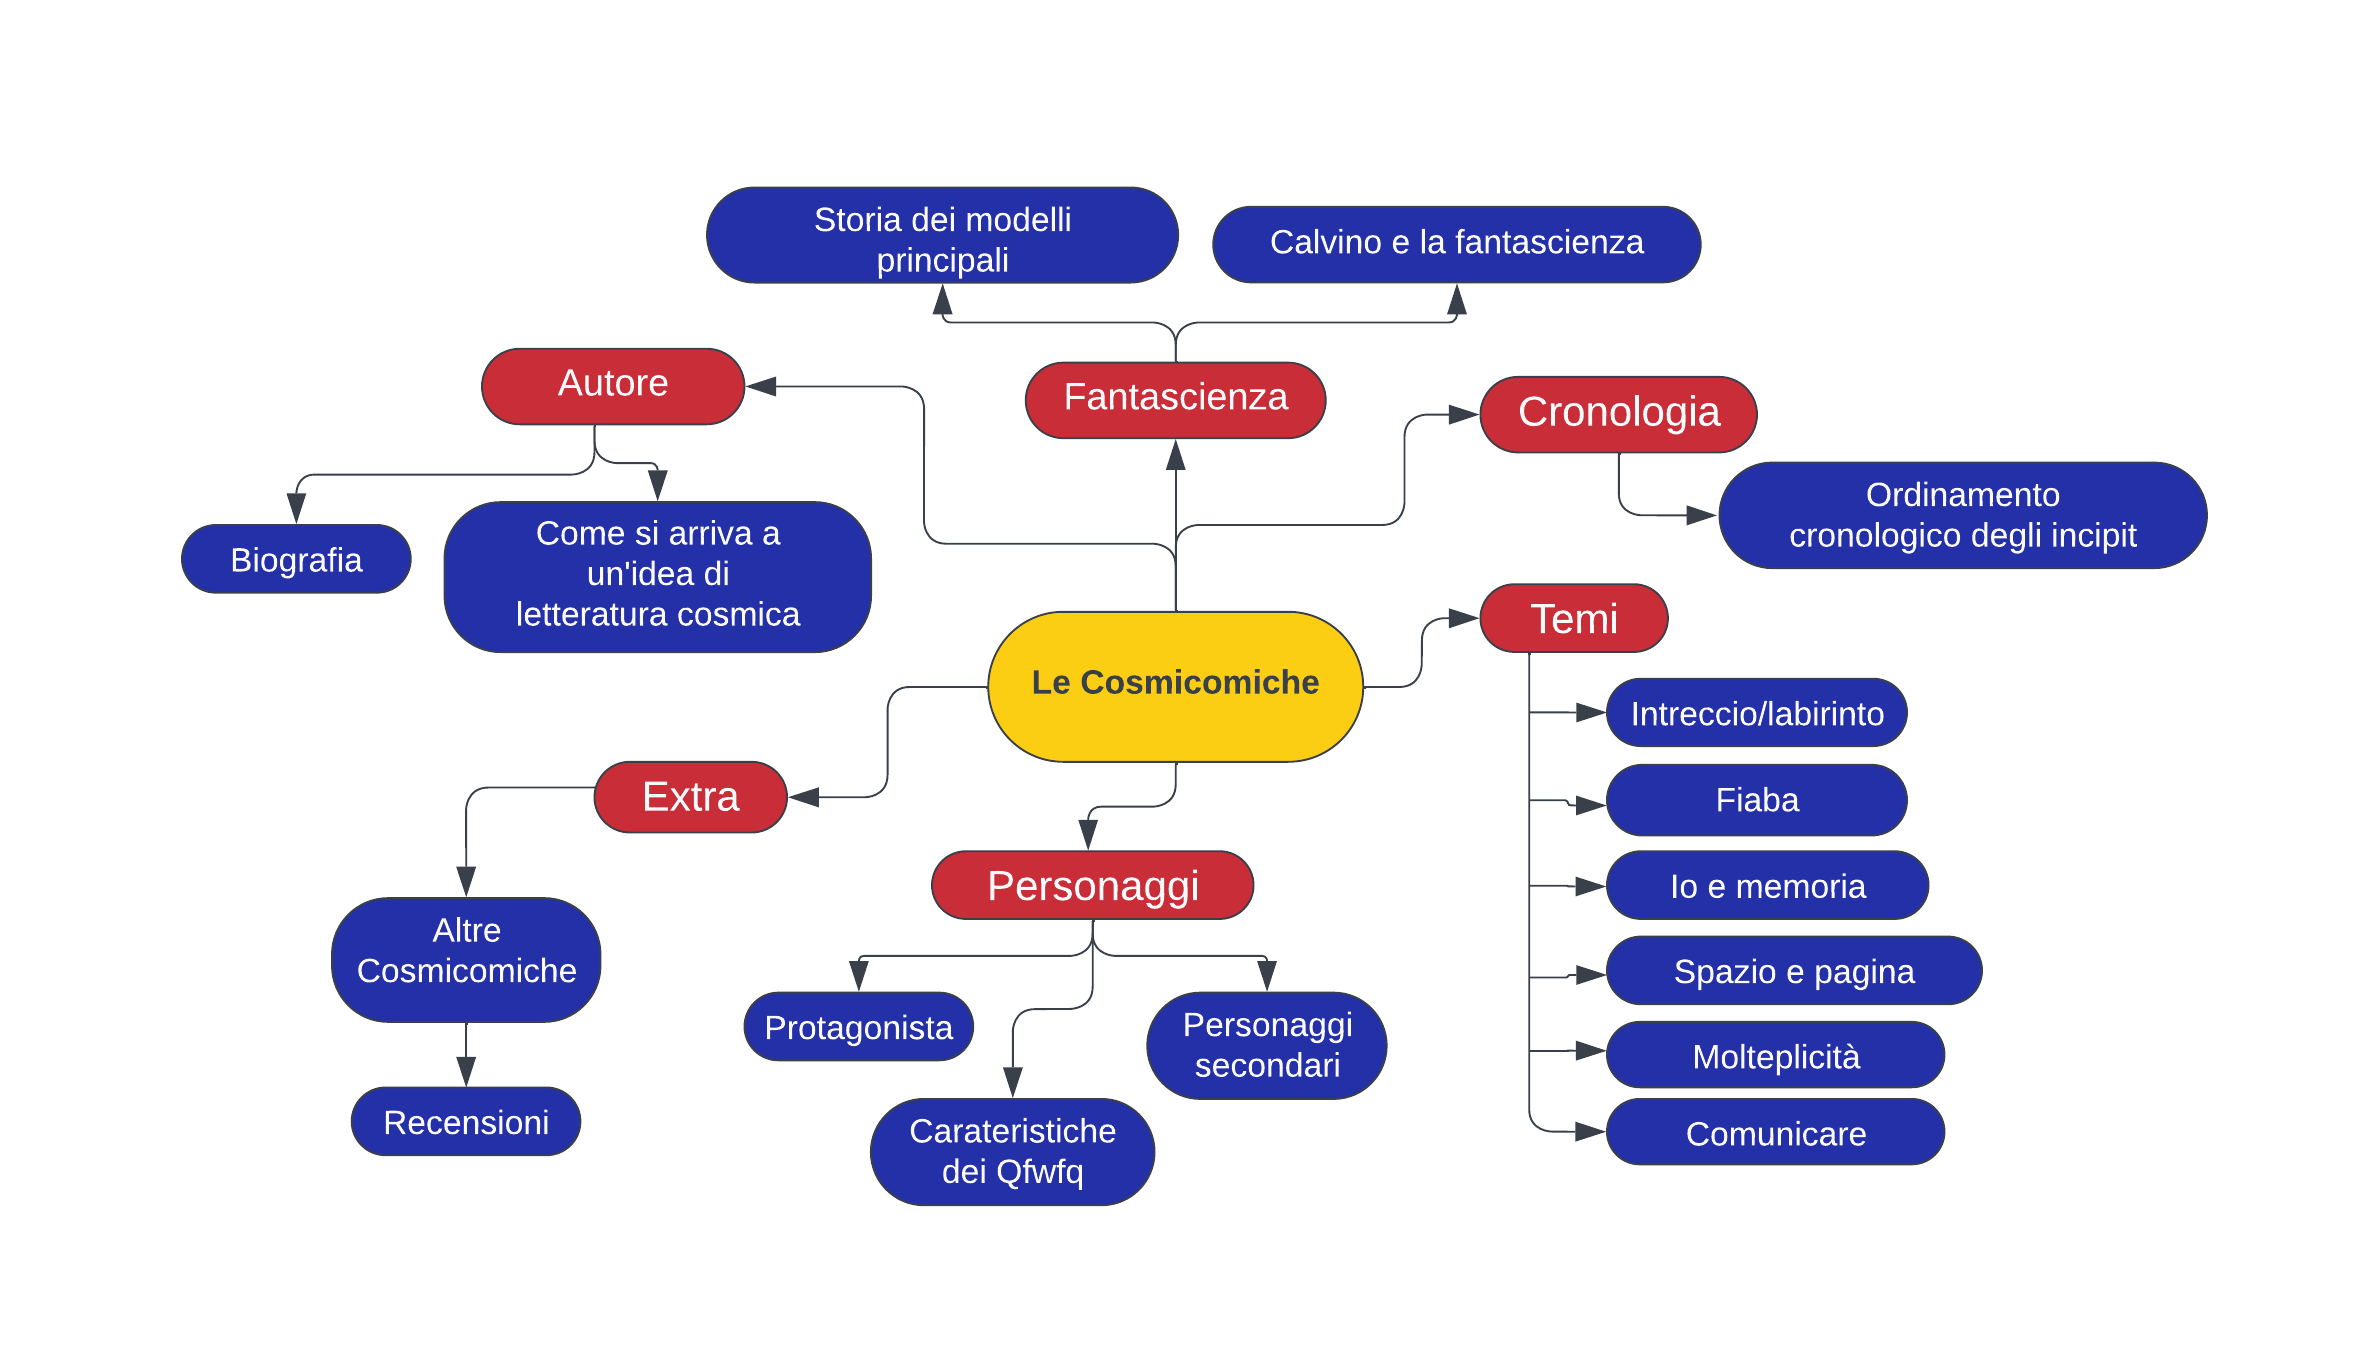 Storia dei modelli
principali
Calvino e la fantascienza
Autore
Fantascienza
Cronologia
Biografia
Come si arriva a
un'idea di
letteratura cosmica
Ordinamento
cronologico degli incipit
Le Cosmicomiche
Temi
Intreccio/labirinto
Fiaba
Io e memoria
Spazio e pagina
Molteplicità
Comunicare
Extra
Altre
Cosmicomiche
Recensioni
Personaggi
Protagonista
Carateristiche
dei Qfwfq
Personaggi
secondari